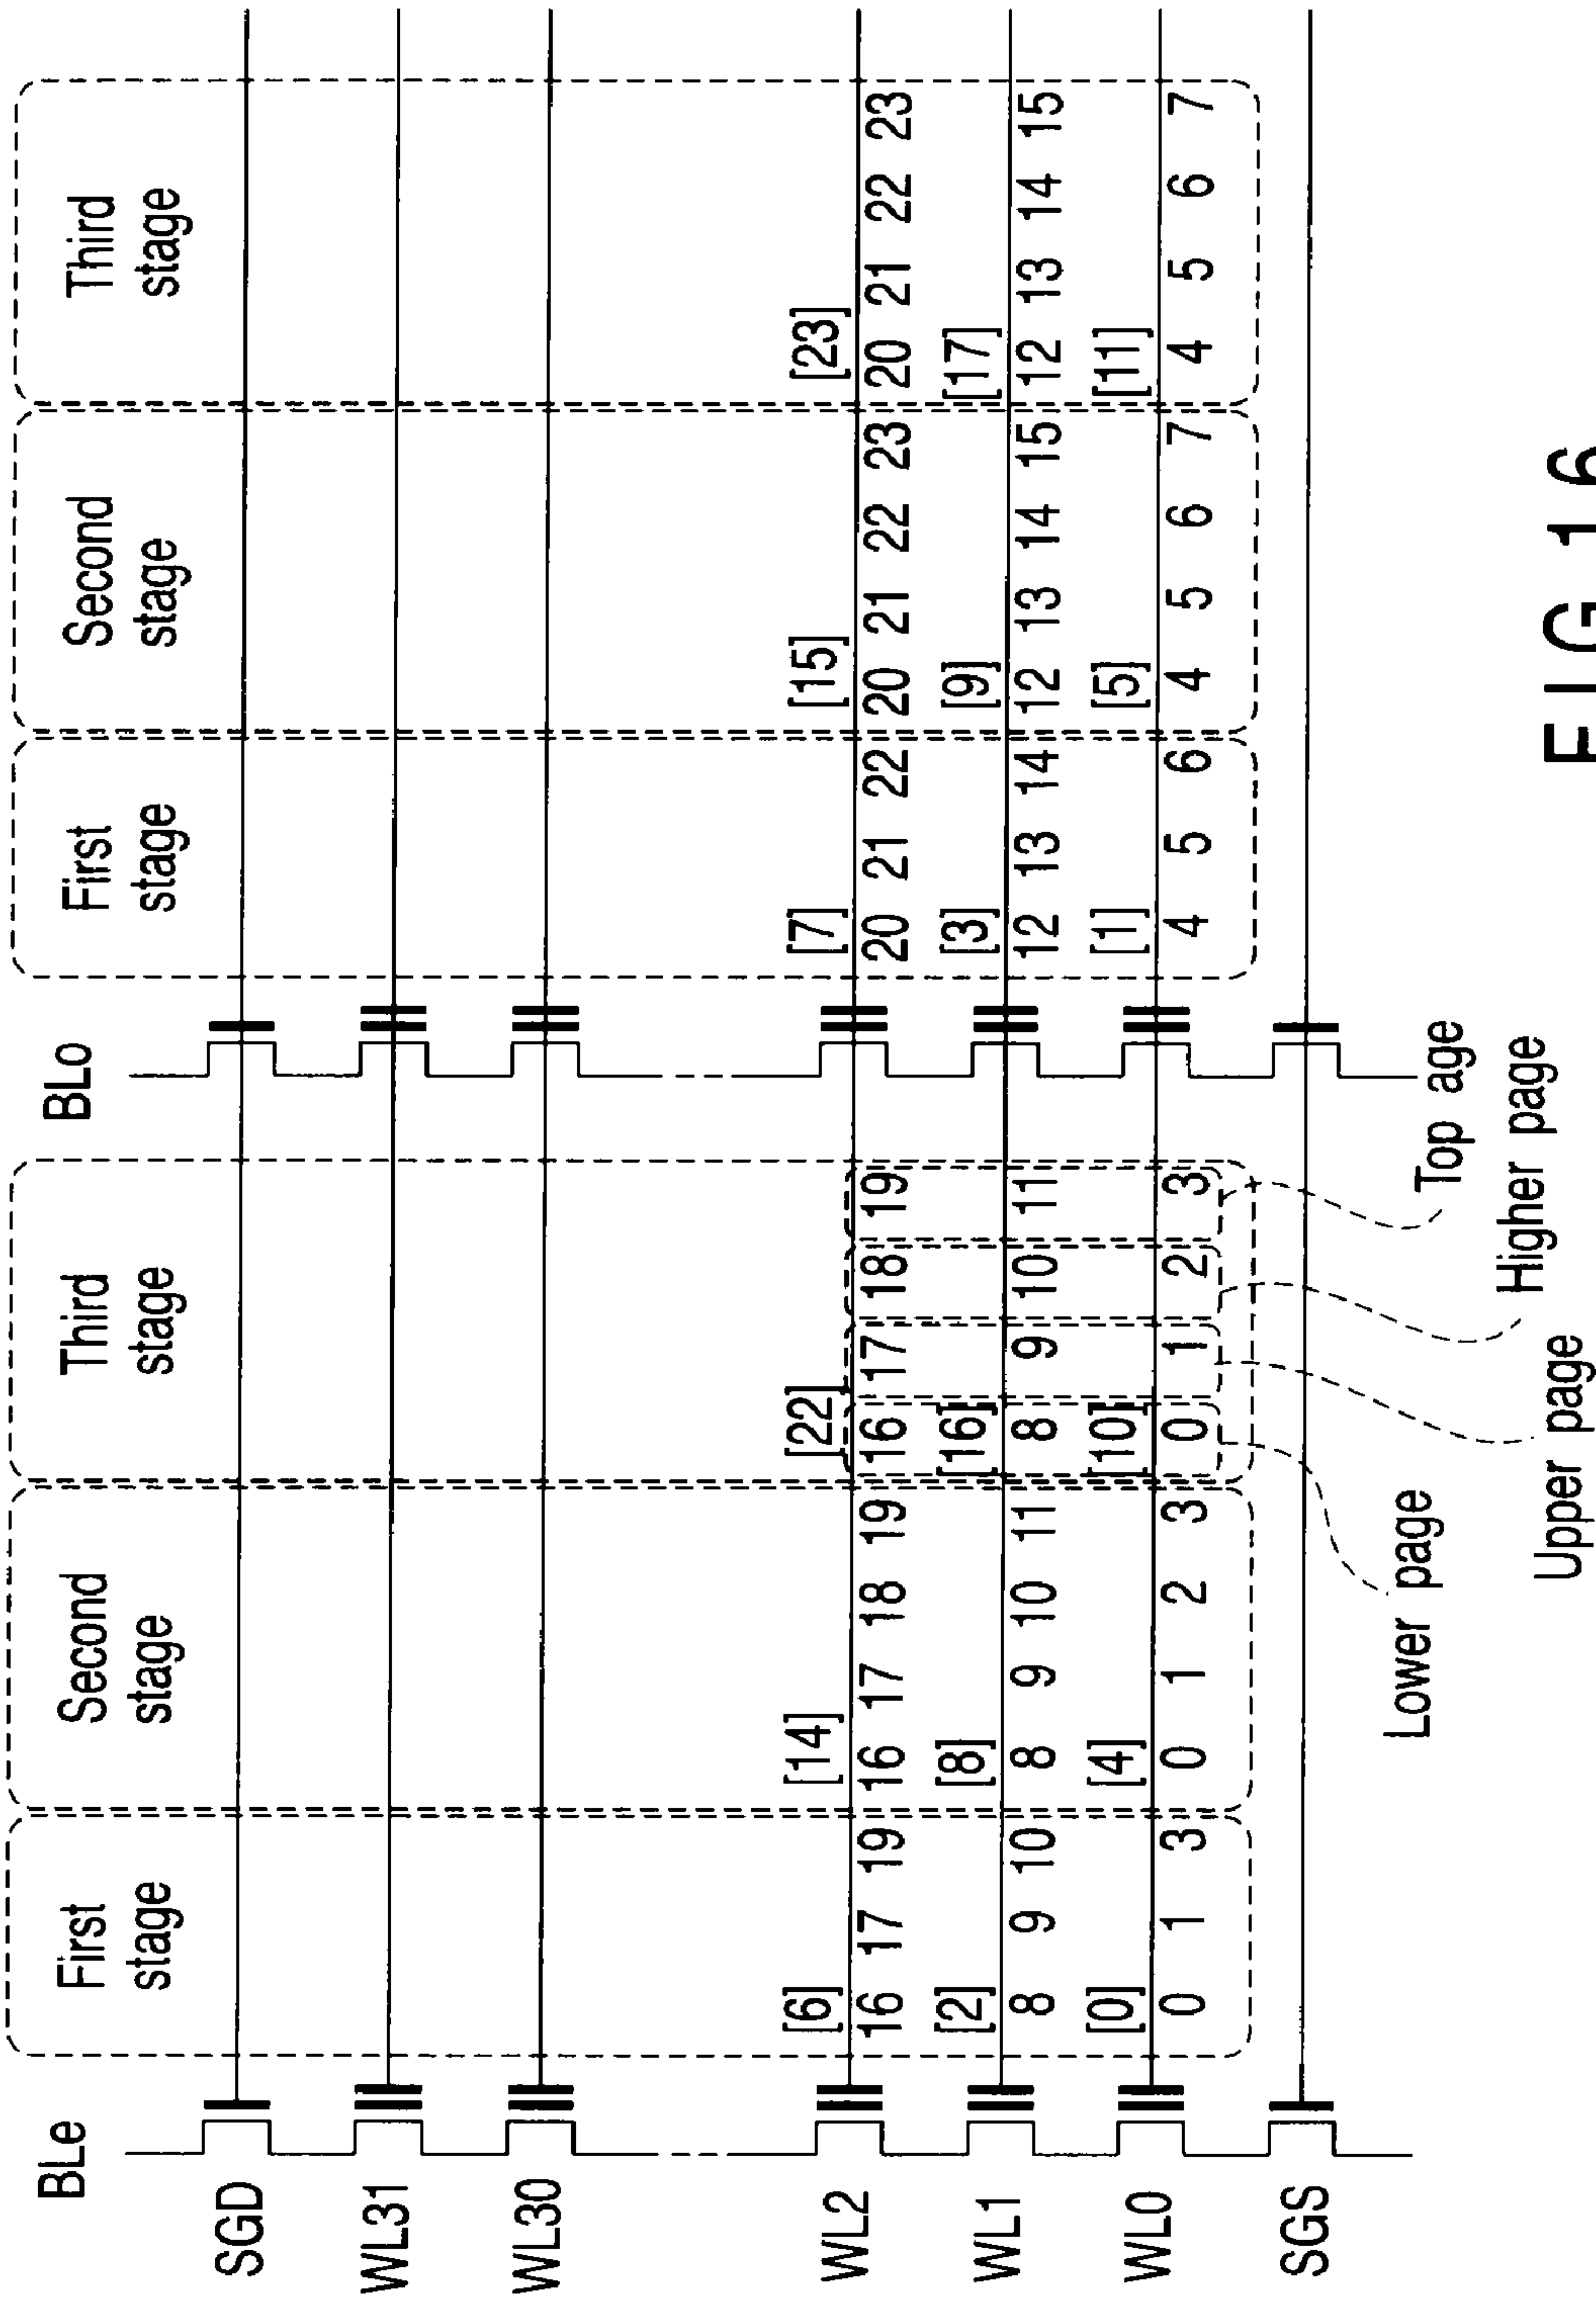 BLe First stage Second stage Third stage BLo First stage Second stage Third stage
SGD
WL31
WL30
[6] [14] [22] [7] [15] [23]
WL2 16 17 19 16 17 18 19 16 17 18 19 20 21 22 20 21 22 23 20 21 22 23
[2] [8] [16] [3] [9] [17]
WL1 8 9 10 8 9 10 11 8 9 10 11 12 13 14 12 13 14 15 12 13 14 15
[0] [4] [10] [1] [5] [11]
WL0 0 1 3 0 1 2 3 0 1 2 3 4 5 6 4 5 6 7 4 5 6 7
SGS
Lower page
Upper page
Higher page
Top age
FIG 16